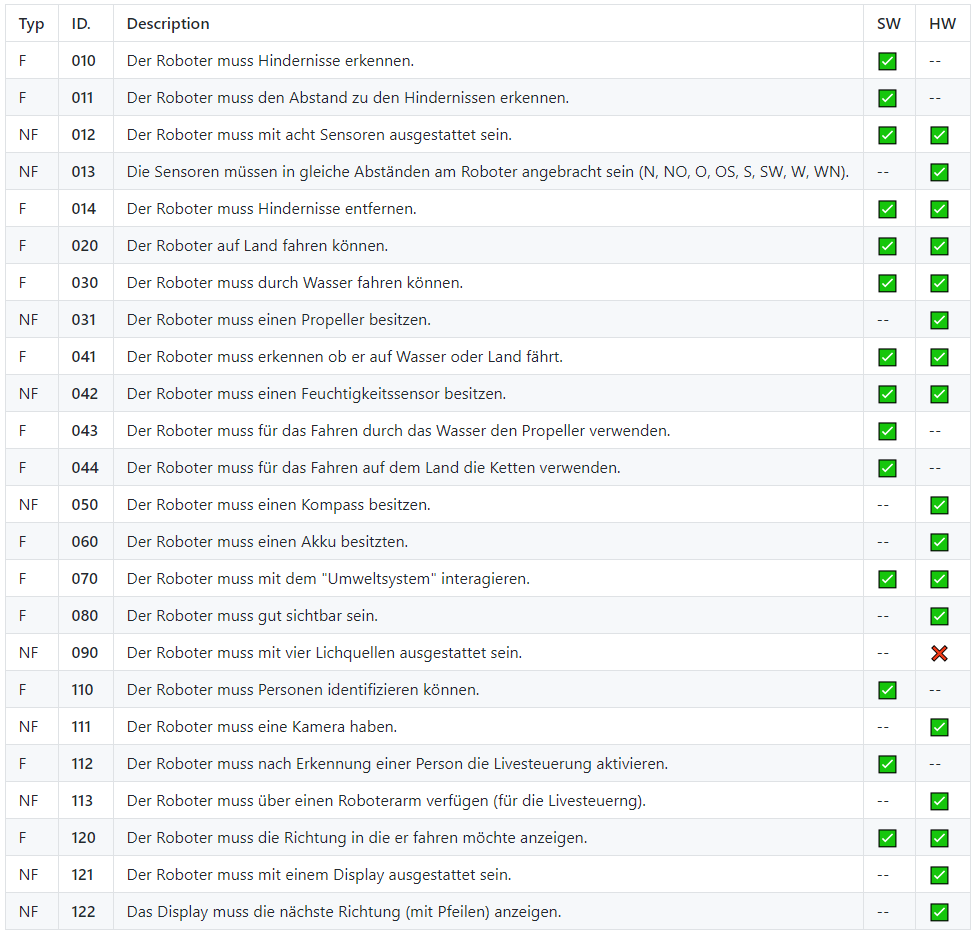 Typ ID. Description SW HW
F 010 Der Roboter muss Hindernisse erkennen. ✅ --
F 011 Der Roboter muss den Abstand zu den Hindernissen erkennen. ✅ --
NF 012 Der Roboter muss mit acht Sensoren ausgestattet sein. ✅ ✅
NF 013 Die Sensoren müssen in gleiche Abständen am Roboter angebracht sein (N, NO, O, OS, S, SW, W, WN). -- ✅
F 014 Der Roboter muss Hindernisse entfernen. ✅ ✅
F 020 Der Roboter auf Land fahren können. ✅ ✅
F 030 Der Roboter muss durch Wasser fahren können. ✅ ✅
NF 031 Der Roboter muss einen Propeller besitzen. -- ✅
F 041 Der Roboter muss erkennen ob er auf Wasser oder Land fährt. ✅ ✅
NF 042 Der Roboter muss einen Feuchtigkeitssensor besitzen. ✅ ✅
F 043 Der Roboter muss für das Fahren durch das Wasser den Propeller verwenden. ✅ --
F 044 Der Roboter muss für das Fahren auf dem Land die Ketten verwenden. ✅ --
NF 050 Der Roboter muss einen Kompass besitzen. -- ✅
F 060 Der Roboter muss einen Akku besitzten. -- ✅
F 070 Der Roboter muss mit dem "Umweltsystem" interagieren. ✅ ✅
F 080 Der Roboter muss gut sichtbar sein. -- ✅
NF 090 Der Roboter muss mit vier Lichquellen ausgestattet sein. -- ❌
F 110 Der Roboter muss Personen identifizieren können. ✅ --
NF 111 Der Roboter muss eine Kamera haben. -- ✅
F 112 Der Roboter muss nach Erkennung einer Person die Livesteuerung aktivieren. ✅ --
NF 113 Der Roboter muss über einen Roboterarm verfügen (für die Livesteuerng). -- ✅
F 120 Der Roboter muss die Richtung in die er fahren möchte anzeigen. ✅ ✅
NF 121 Der Roboter muss mit einem Display ausgestattet sein. -- ✅
NF 122 Das Display muss die nächste Richtung (mit Pfeilen) anzeigen. -- ✅